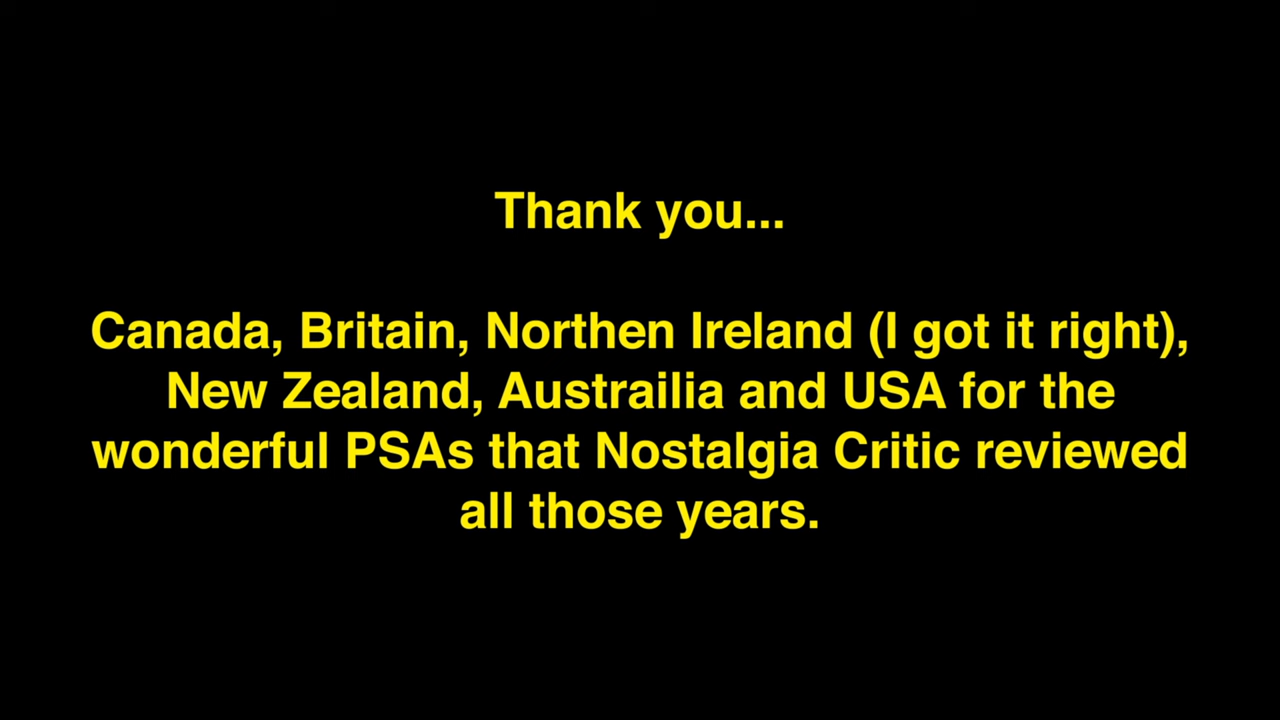 Thank you...
Canada, Britain, Northen Ireland (I got it right),
New Zealand, Austrailia and USA for the
wonderful PSAs that Nostalgia Critic reviewed
all those years.